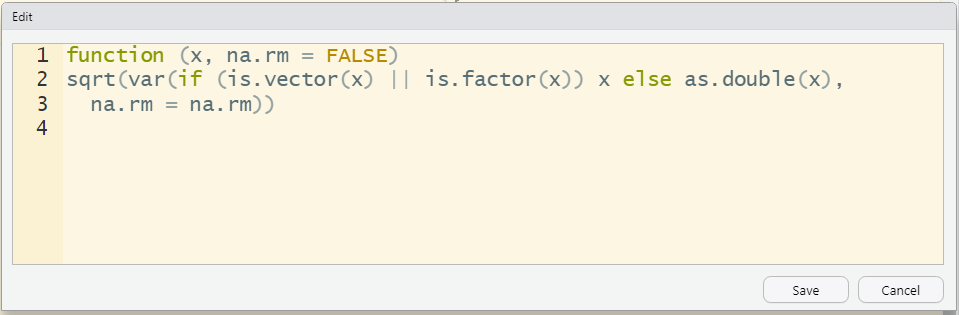 Edit
1 function (x, na.rm = FALSE)
2 sqrt(var(if (is.vector(x) || is.factor(x)) x else as.double(x),
3   na.rm = na.rm))
4
Save Cancel